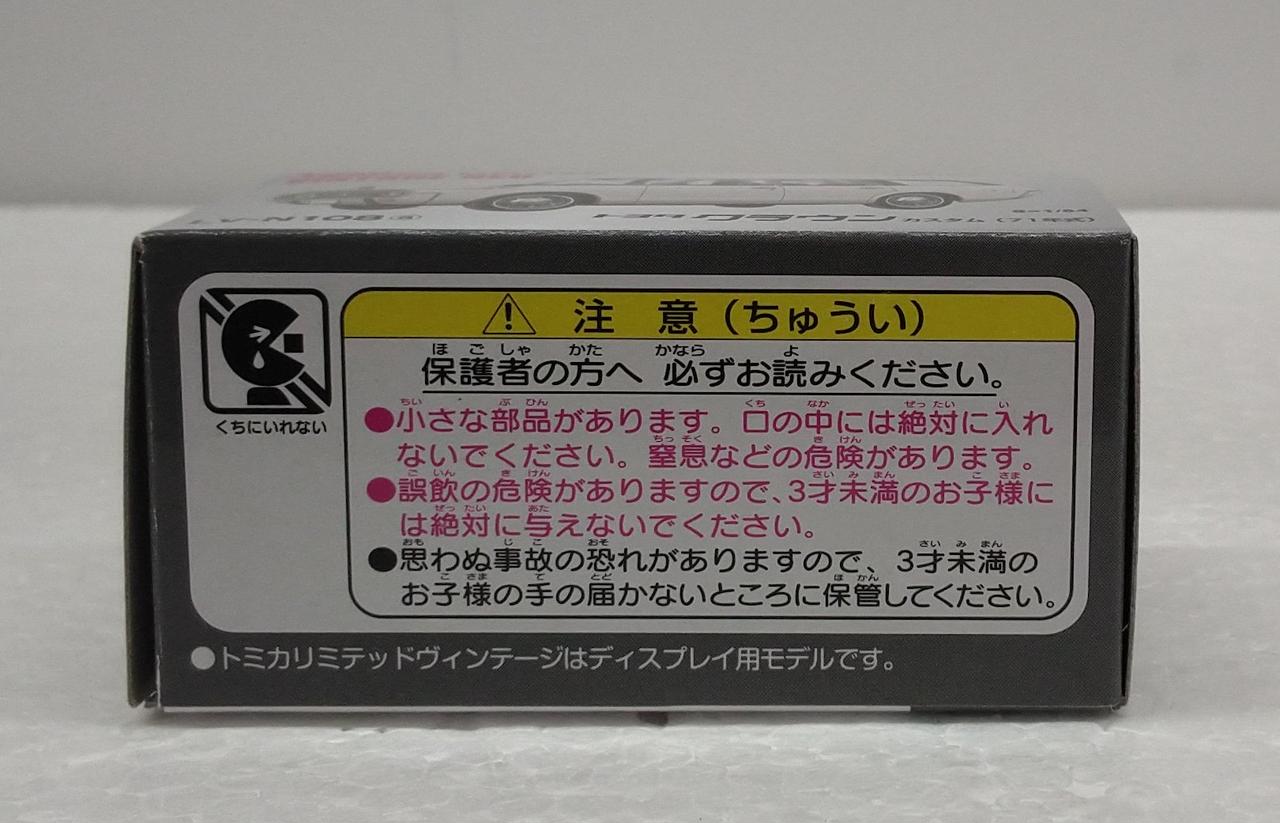 LV-N108a
トヨタ クラウン カスタム (71年式)
注 意 (ちゅうい)
保護者の方へ 必ずお読みください。
くちにいれない
●小さな部品があります。口の中には絶対に入れ
ないでください。窒息などの危険があります。
●誤飲の危険がありますので、3才未満のお子様に
は絶対に与えないでください。
●思わぬ事故の恐れがありますので、3才未満の
お子様の手の届かないところに保管してください。
●トミカリミテッドヴィンテージはディスプレイ用モデルです。